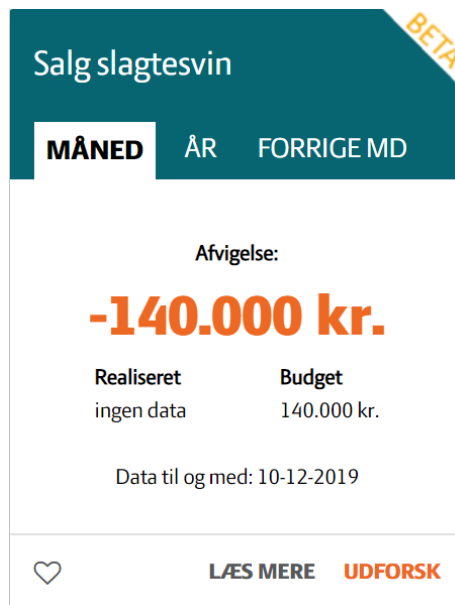 BETA
Salg slagtesvin
MÅNED ÅR FORRIGE MD
Afvigelse:
-140.000 kr.
Realiseret Budget
ingen data 140.000 kr.
Data til og med: 10-12-2019
LÆS MERE UDFORSK